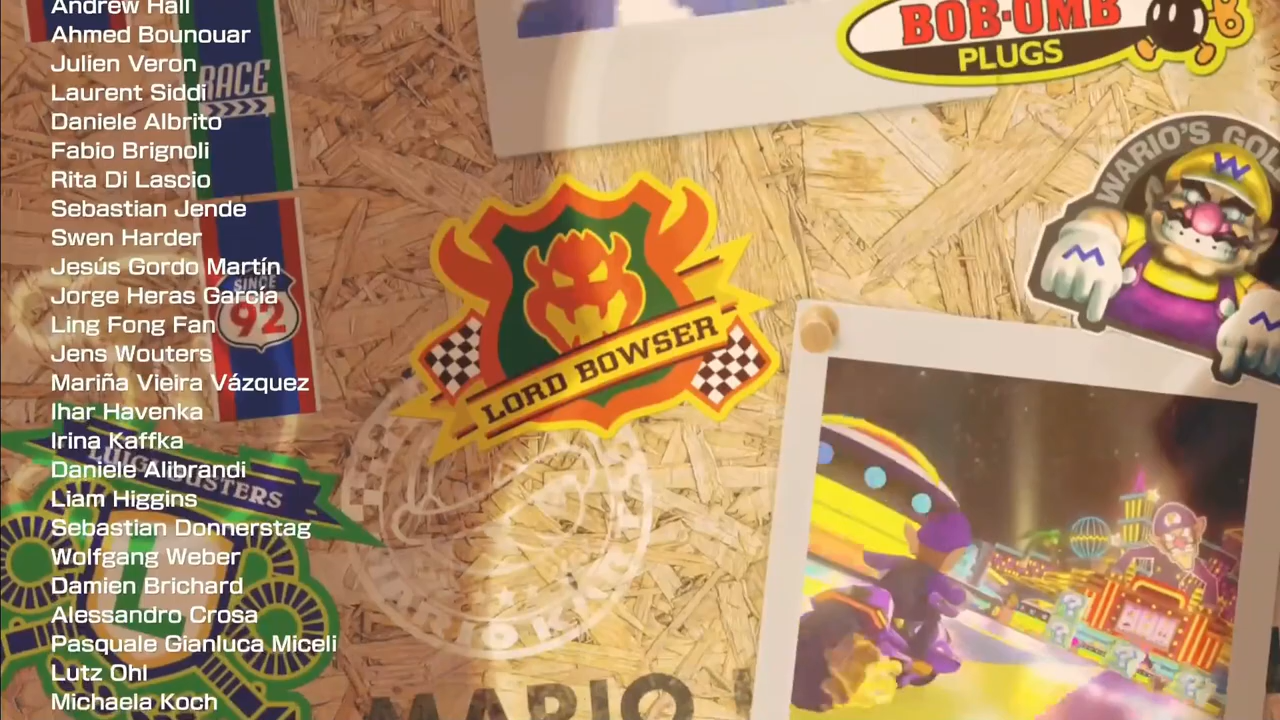 Andrew Hall
Ahmed Bounouar
Julien Veron
Laurent Siddi
Daniele Albrito
Fabio Brignoli
Rita Di Lascio
Sebastian Jende
Swen Harder
Jesús Gordo Martín
Jorge Heras García
Ling Fong Fan
Jens Wouters
Mariña Vieira Vázquez
Ihar Havenka
Irina Kaffka
Daniele Alibrandi
Liam Higgins
Sebastian Donnerstag
Wolfgang Weber
Damien Brichard
Alessandro Crosa
Pasquale Gianluca Miceli
Lutz Ohl
Michaela Koch
RACE
SINCE
92
BOB-OMB
PLUGS
WARIO'S
LORD BOWSER
MARIO